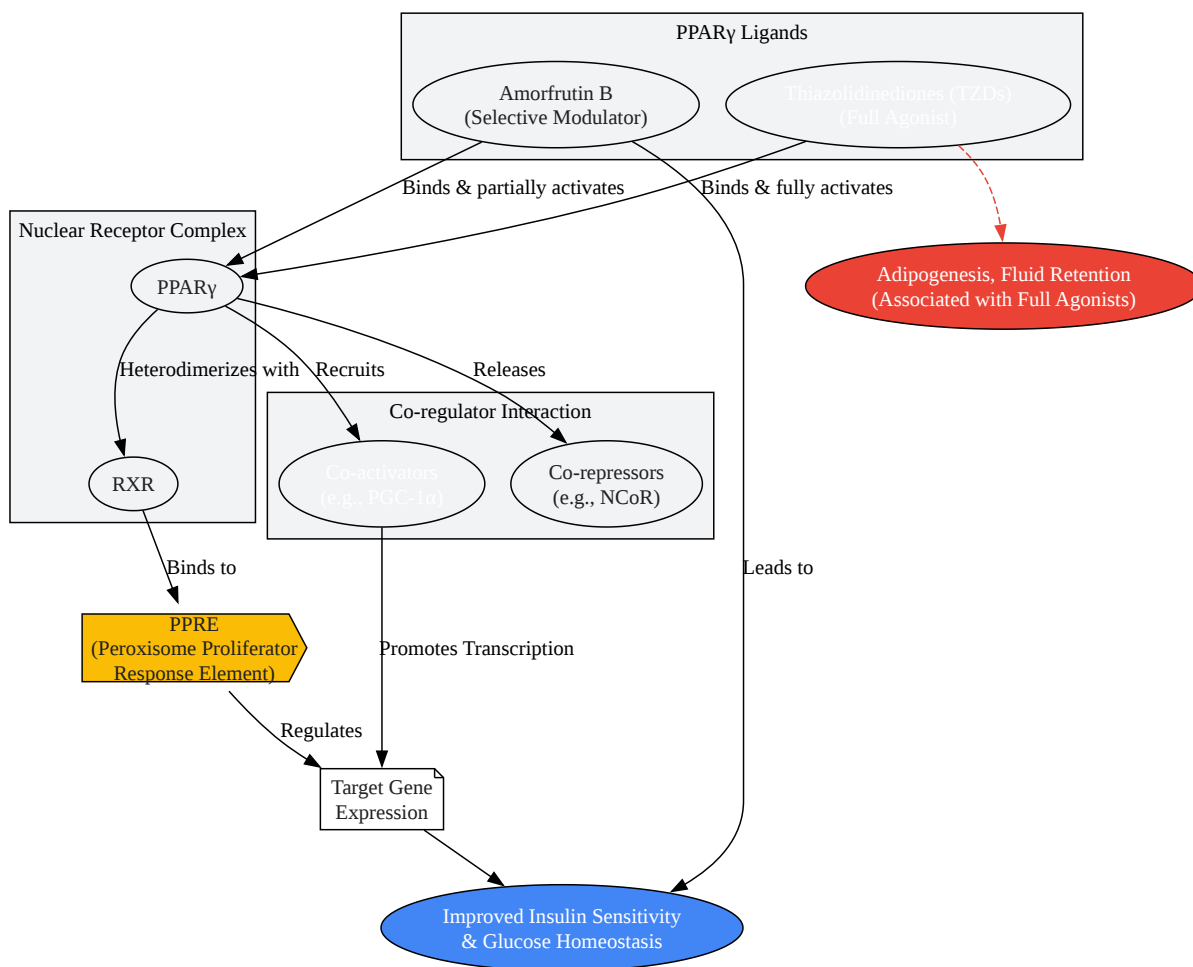 PPARγ Ligands
Amorfrutin B
(Selective Modulator)
Thiazolidinediones (TZDs)
(Full Agonist)
Binds & partially activates
Binds & fully activates
Nuclear Receptor Complex
PPARγ
Adipogenesis, Fluid Retention
(Associated with Full Agonists)
Heterodimerizes with
Recruits
Releases
Co-regulator Interaction
RXR
Co-activators
(e.g., PGC-1α)
Co-repressors
(e.g., NCoR)
Binds to
Leads to
PPRE
(Peroxisome Proliferator
Response Element)
Promotes Transcription
Regulates
Target Gene
Expression
Improved Insulin Sensitivity
& Glucose Homeostasis